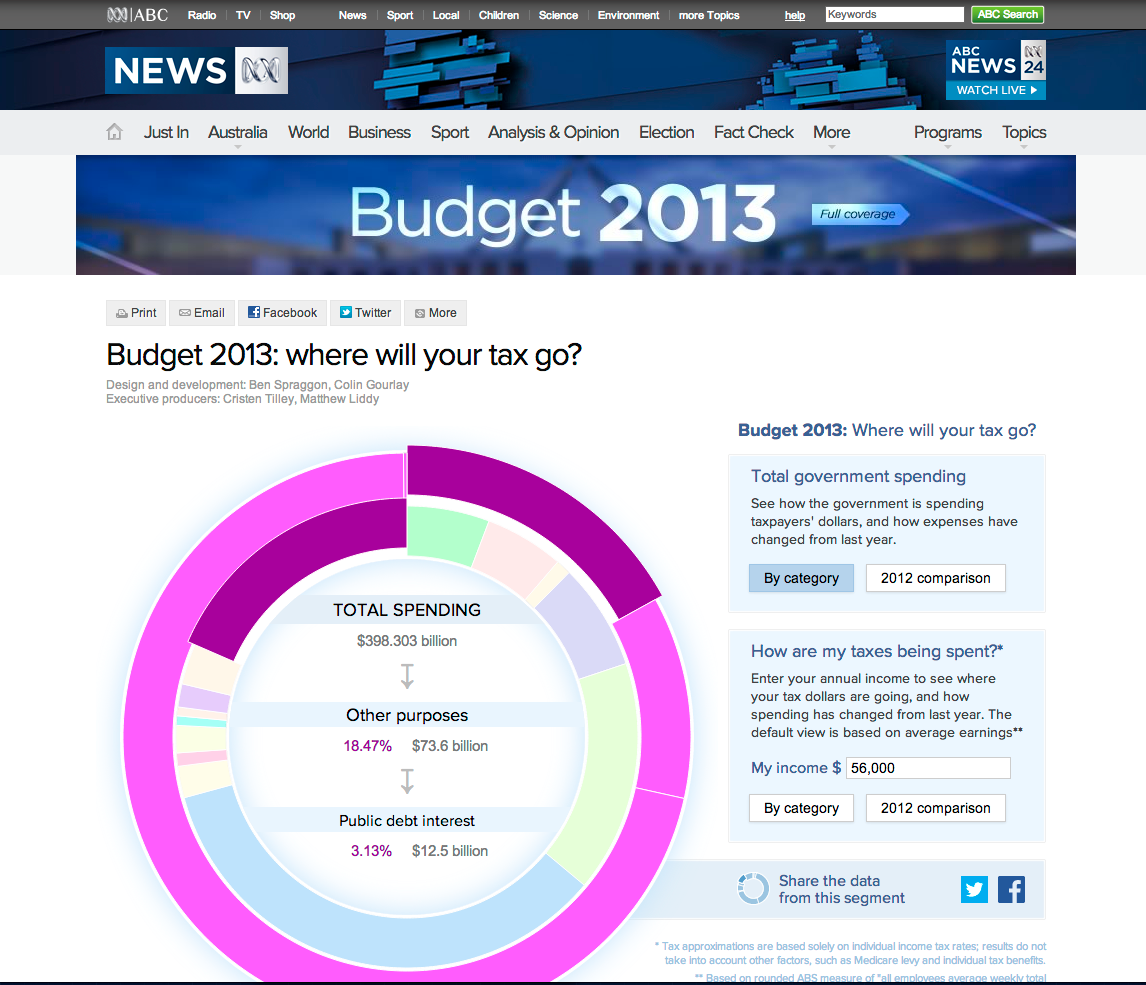 ABC Radio TV Shop News Sport Local Children Science Environment more Topics help Keywords ABC Search
NEWS
ABC
NEWS 24
WATCH LIVE
Just In Australia World Business Sport Analysis & Opinion Election Fact Check More Programs Topics
Budget 2013 Full coverage
Print Email Facebook Twitter More
Budget 2013: where will your tax go?
Design and development: Ben Spraggon, Colin Gourlay
Executive producers: Cristen Tilley, Matthew Liddy
TOTAL SPENDING
$398.303 billion
Other purposes
18.47% $73.6 billion
Public debt interest
3.13% $12.5 billion
Budget 2013: Where will your tax go?
Total government spending
See how the government is spending
taxpayers' dollars, and how expenses have
changed from last year.
By category 2012 comparison
How are my taxes being spent?*
Enter your annual income to see where
your tax dollars are going, and how
spending has changed from last year. The
default view is based on average earnings**
My income $ 56,000
By category 2012 comparison
Share the data
from this segment
* Tax approximations are based solely on individual income tax rates; results do not
take into account other factors, such as Medicare levy and individual tax benefits.
** Based on rounded ABS measure of "all employees average weekly total